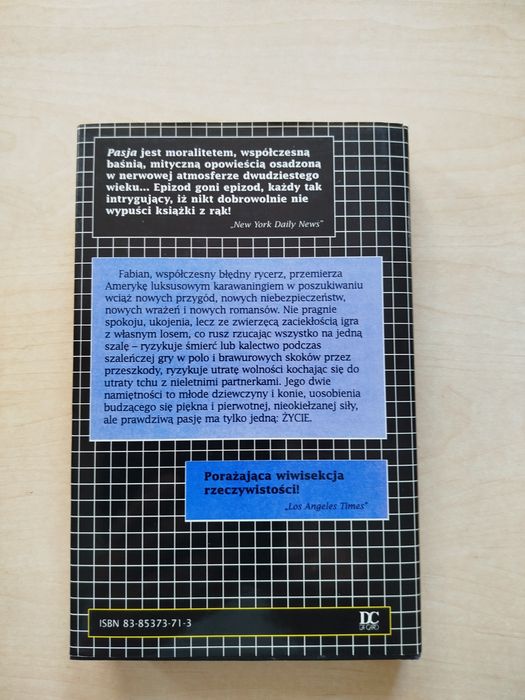 Pasja jest moralitetem, współczesną
baśnią, mityczną opowieścią osadzoną
w nerwowej atmosferze dwudziestego
wieku... Epizod goni epizod, każdy tak
intrygujący, iż nikt dobrowolnie nie
wypuści książki z rąk!
„New York Daily News”
Fabian, współczesny błędny rycerz, przemierza
Amerykę luksusowym karawaningiem w poszukiwaniu
wciąż nowych przygód, nowych niebezpieczeństw,
nowych wrażeń i nowych romansów. Nie pragnie
spokoju, ukojenia, lecz ze zwierzęcą zaciekłością igra
z własnym losem, co rusz rzucając wszystko na jedną
szalę – ryzykuje śmierć lub kalectwo podczas
szaleńczej gry w polo i brawurowych skoków przez
przeszkody, ryzykuje utratę wolności kochając się do
utraty tchu z nieletnimi partnerkami. Jego dwie
namiętności to młode dziewczyny i konie, uosobienia
budzącego się piękna i pierwotnej, nieokiełzanej siły,
ale prawdziwą pasję ma tylko jedną: ŻYCIE.
Porażająca wiwisekcja
rzeczywistości!
„Los Angeles Times”
ISBN 83-85373-71-3
DC
DA CAPO